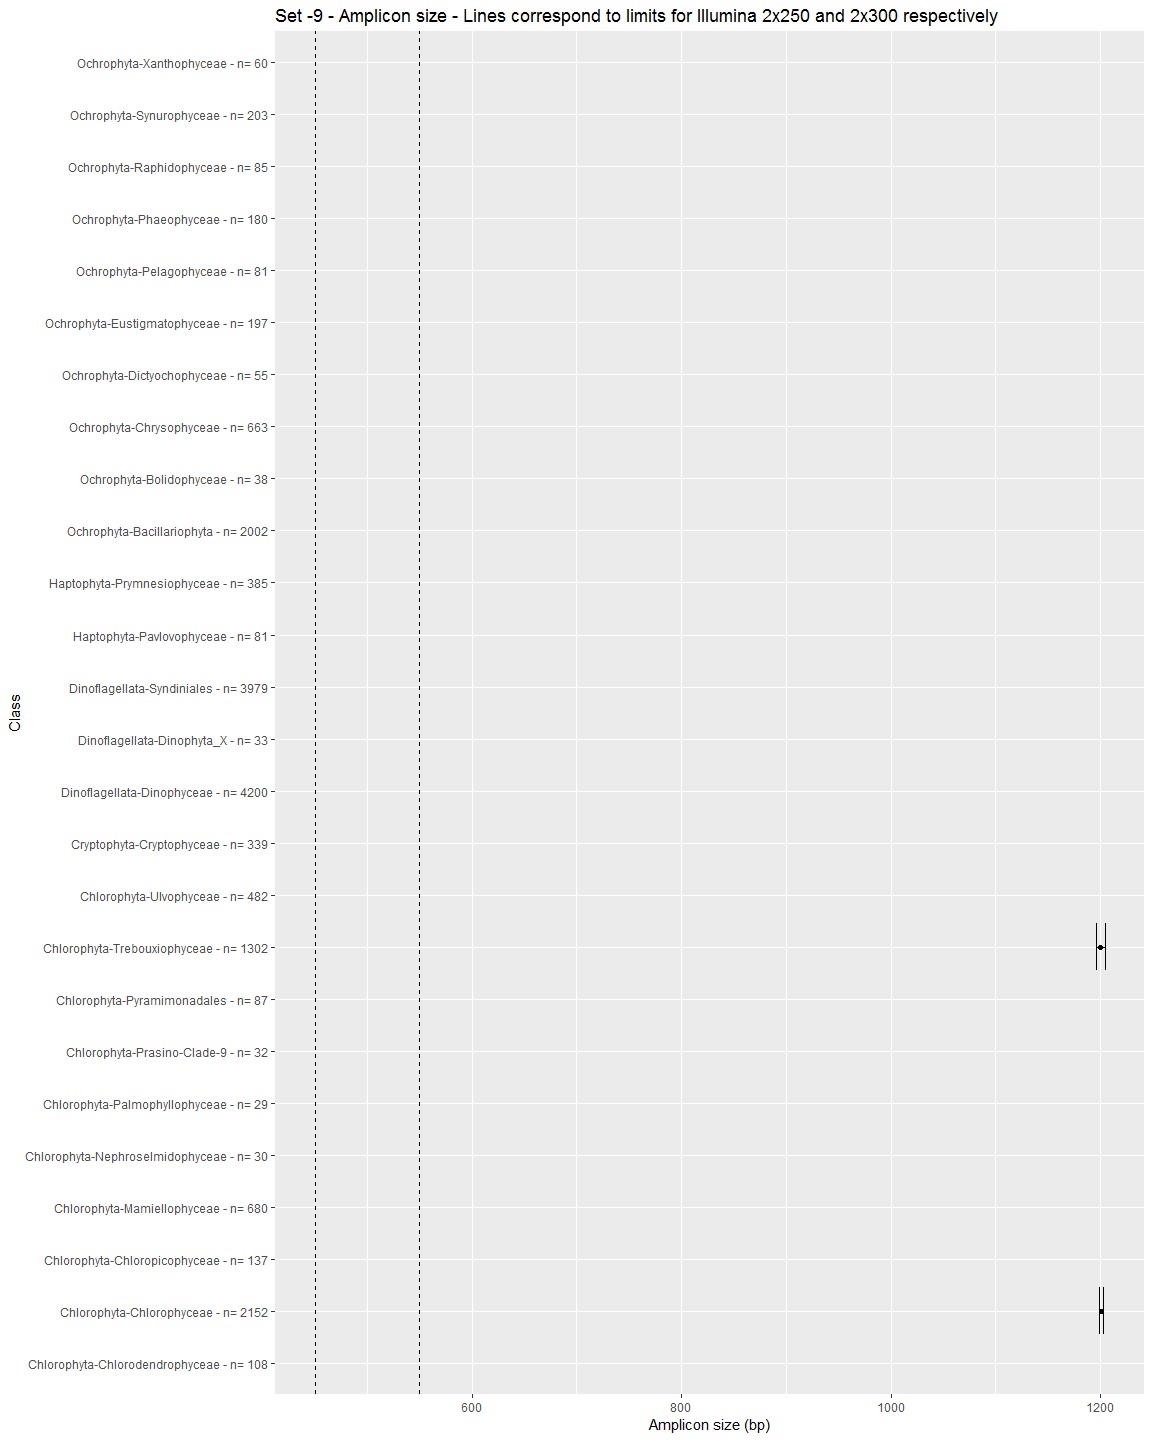 Set -9 - Amplicon size - Lines correspond to limits for Illumina 2x250 and 2x300 respectively
Ochrophyta-Xanthophyceae - n= 60
Ochrophyta-Synurophyceae - n= 203
Ochrophyta-Raphidophyceae - n= 85
Ochrophyta-Phaeophyceae - n= 180
Ochrophyta-Pelagophyceae - n= 81
Ochrophyta-Eustigmatophyceae - n= 197
Ochrophyta-Dictyochophyceae - n= 55
Ochrophyta-Chrysophyceae - n= 663
Ochrophyta-Bolidophyceae - n= 38
Ochrophyta-Bacillariophyta - n= 2002
Haptophyta-Prymnesiophyceae - n= 385
Haptophyta-Pavlovophyceae - n= 81
Dinoflagellata-Syndiniales - n= 3979
Dinoflagellata-Dinophyta_X - n= 33
Dinoflagellata-Dinophyceae - n= 4200
Cryptophyta-Cryptophyceae - n= 339
Chlorophyta-Ulvophyceae - n= 482
Chlorophyta-Trebouxiophyceae - n= 1302
Chlorophyta-Pyramimonadales - n= 87
Chlorophyta-Prasino-Clade-9 - n= 32
Chlorophyta-Palmophyllophyceae - n= 29
Chlorophyta-Nephroselmidophyceae - n= 30
Chlorophyta-Mamiellophyceae - n= 680
Chlorophyta-Chloropicophyceae - n= 137
Chlorophyta-Chlorophyceae - n= 2152
Chlorophyta-Chlorodendrophyceae - n= 108
Class
600 800 1000 1200
Amplicon size (bp)